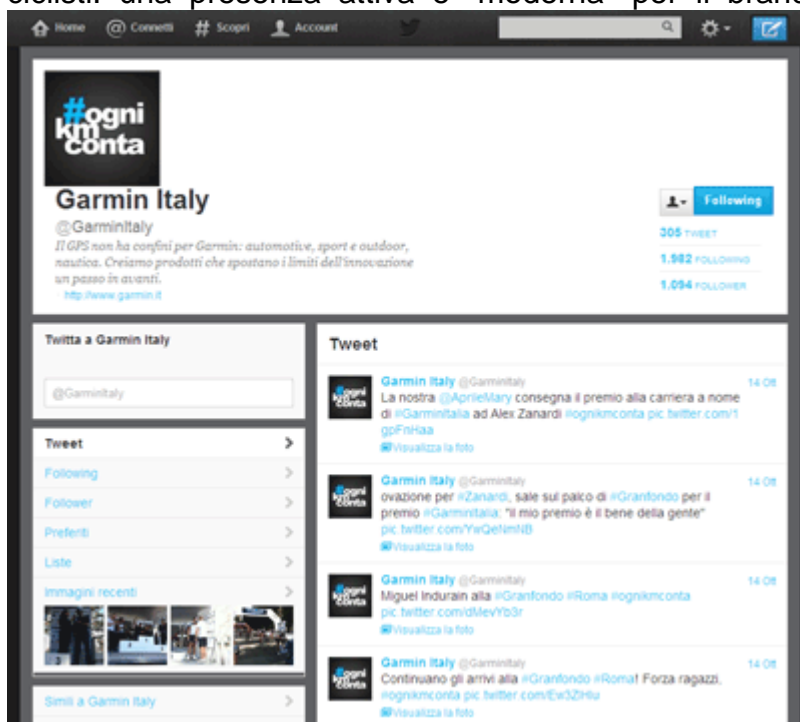 ciclisti: una presenza attiva e "moderna" per il brand
Home @ Connetti # Scopri Account
#ogni
km
conta
Garmin Italy
@GarminItaly
Il GPS non ha confini per Garmin: automotive, sport e outdoor,
nautica. Creiamo prodotti che spostano i limiti dell'innovazione
un passo in avanti.
· http://www.garmin.it
Following
305 TWEET
1.982 FOLLOWING
1.094 FOLLOWER
Twitta a Garmin Italy
@GarminItaly
Tweet
Following
Follower
Preferiti
Liste
Immagini recenti
Simili a Garmin Italy
Tweet
Garmin Italy @GarminItaly 14 Ott
La nostra @AprileMary consegna il premio alla carriera a nome
di #GarminItalia ad Alex Zanardi #ognikmconta pic.twitter.com/1
gpFnHaa
Visualizza la foto
Garmin Italy @GarminItaly 14 Ott
ovazione per #Zanardi, sale sul palco di #Granfondo per il
premio #GarminItalia: "il mio premio è il bene della gente"
pic.twitter.com/YwQeNmNB
Visualizza la foto
Garmin Italy @GarminItaly 14 Ott
Miguel Indurain alla #Granfondo #Roma #ognikmconta
pic.twitter.com/dMevYb3r
Visualizza la foto
Garmin Italy @GarminItaly 14 Ott
Continuano gli arrivi alla #Granfondo #Roma! Forza ragazzi,
#ognikmconta pic.twitter.com/Ew3ZlHiu
Visualizza la foto